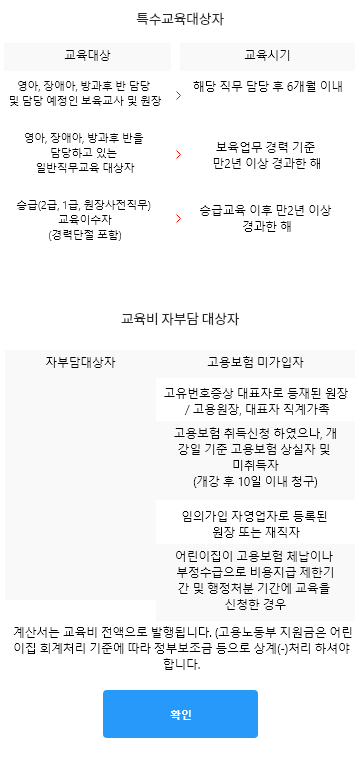 특수교육대상자
교육대상
교육시기
영아, 장애아, 방과후 반 담당
및 담당 예정인 보육교사 및 원장
해당 직무 담당 후 6개월 이내
영아, 장애아, 방과후 반을
담당하고 있는
일반직무교육 대상자
보육업무 경력 기준
만2년 이상 경과한 해
승급(2급, 1급, 원장사전직무)
교육이수자
(경력단절 포함)
승급교육 이후 만2년 이상
경과한 해
교육비 자부담 대상자
자부담대상자
고용보험 미가입자
고유번호증상 대표자로 등재된 원장
/ 고용원장, 대표자 직계가족
고용보험 취득신청 하였으나, 개
강일 기준 고용보험 상실자 및
미취득자
(개강 후 10일 이내 청구)
임의가입 자영업자로 등록된
원장 또는 재직자
어린이집이 고용보험 체납이나
부정수급으로 비용지급 제한기
간 및 행정처분 기간에 교육을
신청한 경우
계산서는 교육비 전액으로 발행됩니다. (고용노동부 지원금은 어린
이집 회계처리 기준에 따라 정부보조금 등으로 상계(-)처리 하셔야
합니다.
확인